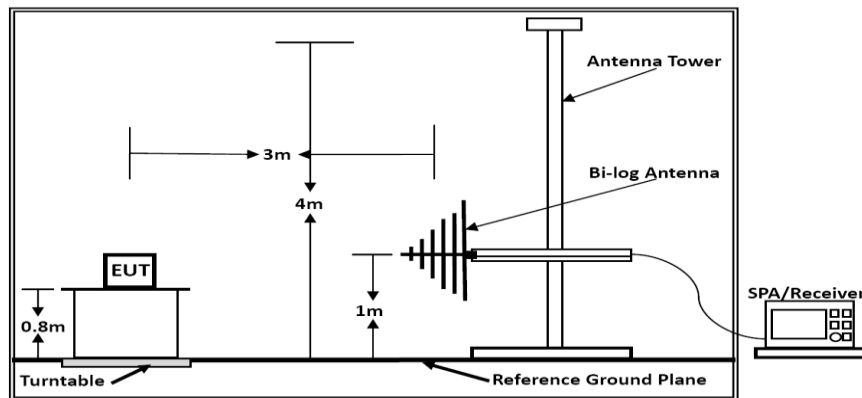 Antenna Tower
3m
Bi-log Antenna
4m
EUT
SPA/Receiver
1m
0.8m
Turntable
Reference Ground Plane